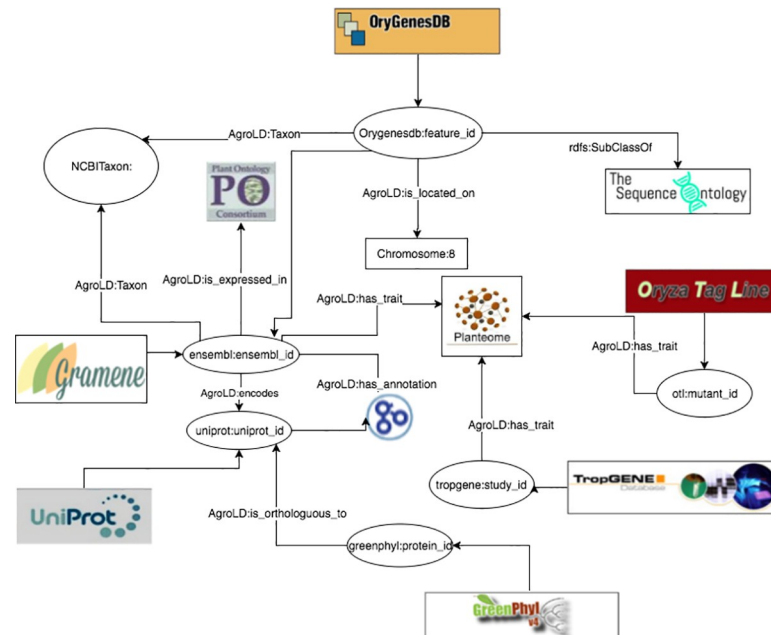 OryGenesDB
AgroLD:Taxon
Orygenesdb:feature_id
rdfs:SubClassOf
NCBITaxon:
Plant Ontology
PO
Consortium
AgroLD:is_located_on
The
Sequence Ontology
Chromosome:8
AgroLD:Taxon
AgroLD:is_expressed_in
AgroLD:has_trait
Planteome
Oryza Tag Line
AgroLD:has_trait
Gramene
ensembl:ensembl_id
AgroLD:has_annotation
AgroLD:encodes
otl:mutant_id
uniprot:uniprot_id
AgroLD:has_trait
UniProt
tropgene:study_id
TropGENE
Database
AgroLD:is_orthologuous_to
greenphyl:protein_id
GreenPhyl
v4